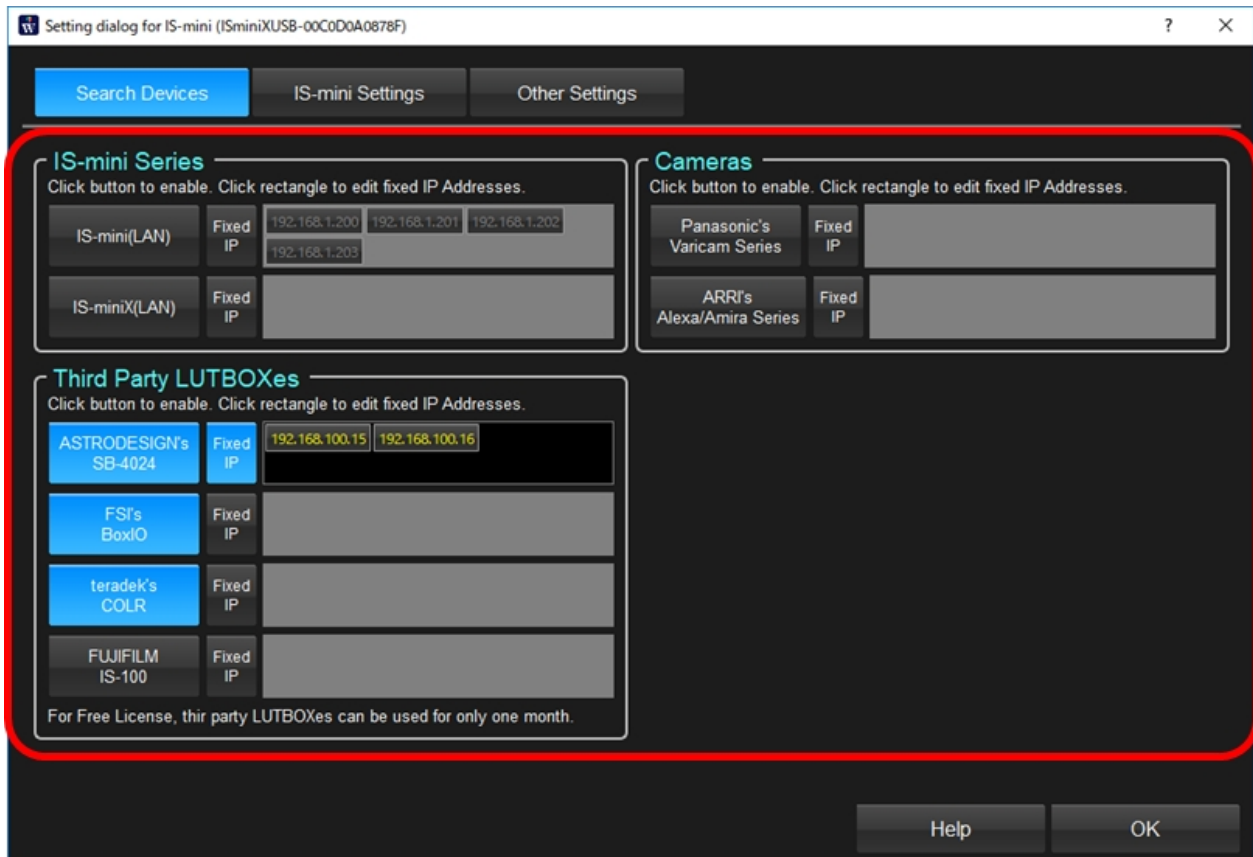 Setting dialog for IS-mini (ISminiXUSB-00C0D0A0878F)
?
Search Devices
IS-mini Settings
Other Settings
IS-mini Series
Click button to enable. Click rectangle to edit fixed IP Addresses.
IS-mini(LAN)
Fixed
IP
192.168.1.200 192.168.1.201 192.168.1.202
192.168.1.203
IS-miniX(LAN)
Fixed
IP
Cameras
Click button to enable. Click rectangle to edit fixed IP Addresses.
Panasonic's
Varicam Series
Fixed
IP
ARRI's
Alexa/Amira Series
Fixed
IP
Third Party LUTBOXes
Click button to enable. Click rectangle to edit fixed IP Addresses.
ASTRODESIGN's
SB-4024
Fixed
IP
192.168.100.15 192.168.100.16
FSI's
BoxIO
Fixed
IP
teradek's
COLR
Fixed
IP
FUJIFILM
IS-100
Fixed
IP
For Free License, thir party LUTBOXes can be used for only one month.
Help
OK